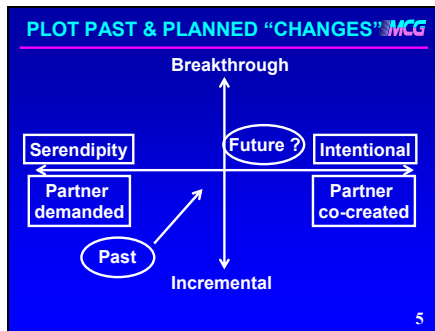 PLOT PAST & PLANNED “CHANGES” MCG
Breakthrough
Serendipity
Future ?
Intentional
Partner
demanded
Partner
co-created
Past
Incremental
5